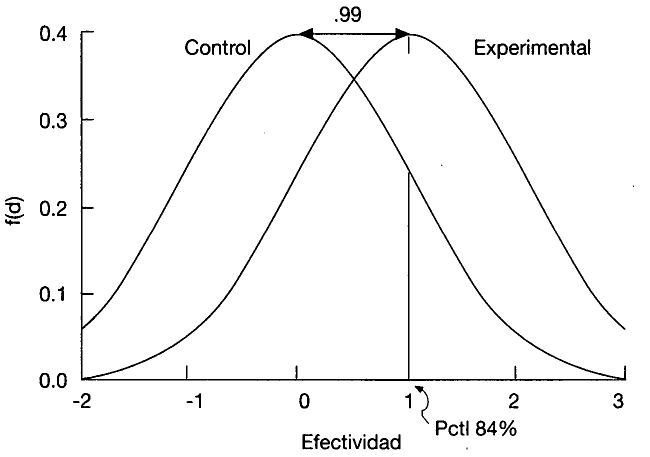 .99
0.4
Control
Experimental
0.3
f(d)
0.2
0.1
0.0
-2 -1 0 1 2 3
Pctl 84%
Efectividad